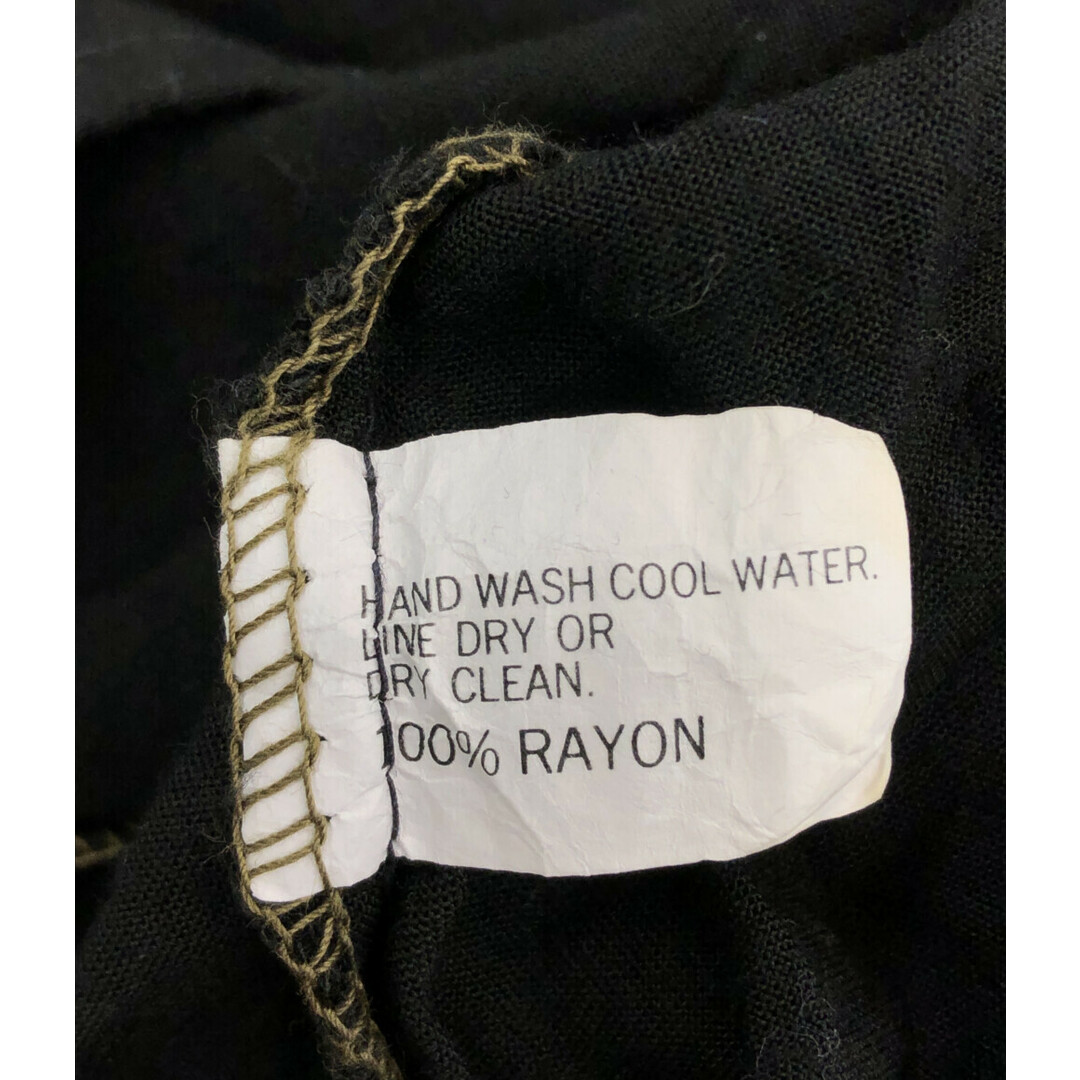 HAND WASH COOL WATER.
LINE DRY OR
DRY CLEAN.
100% RAYON